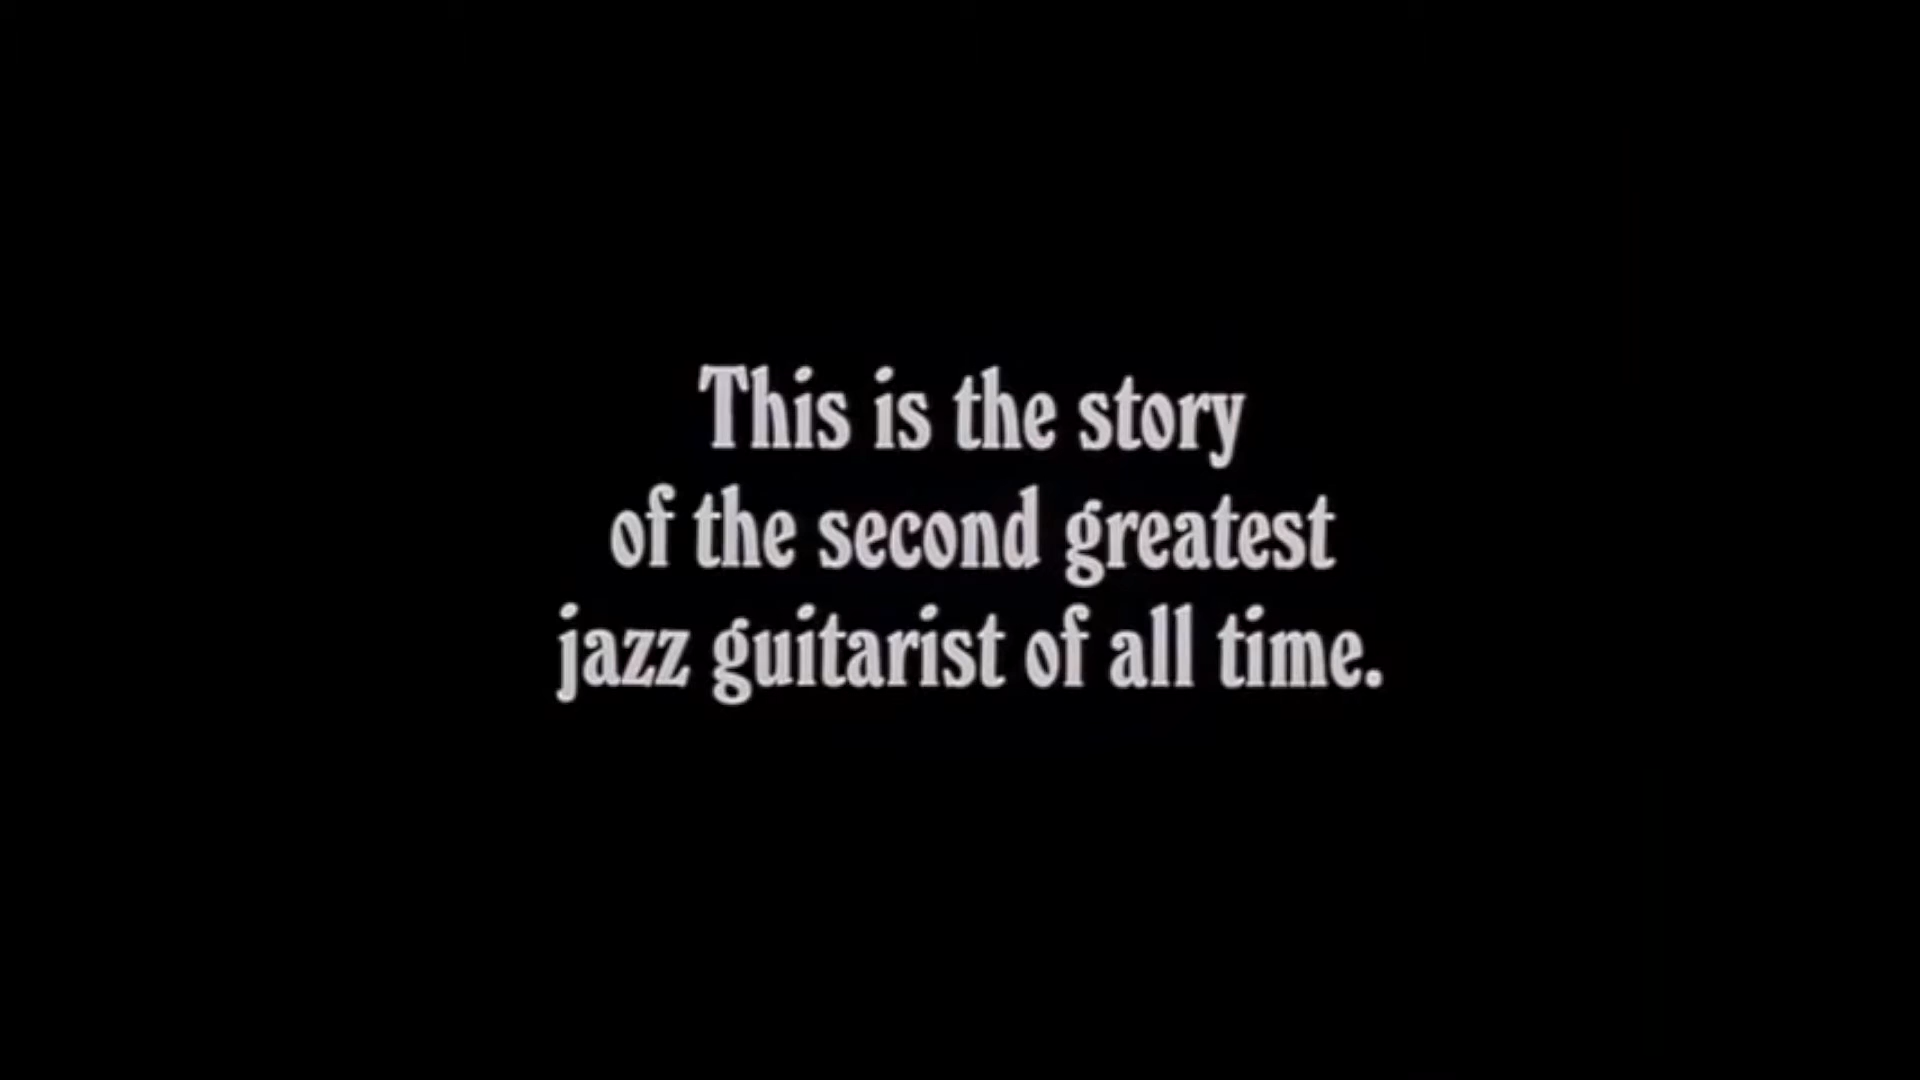 This is the story
of the second greatest
jazz guitarist of all time.